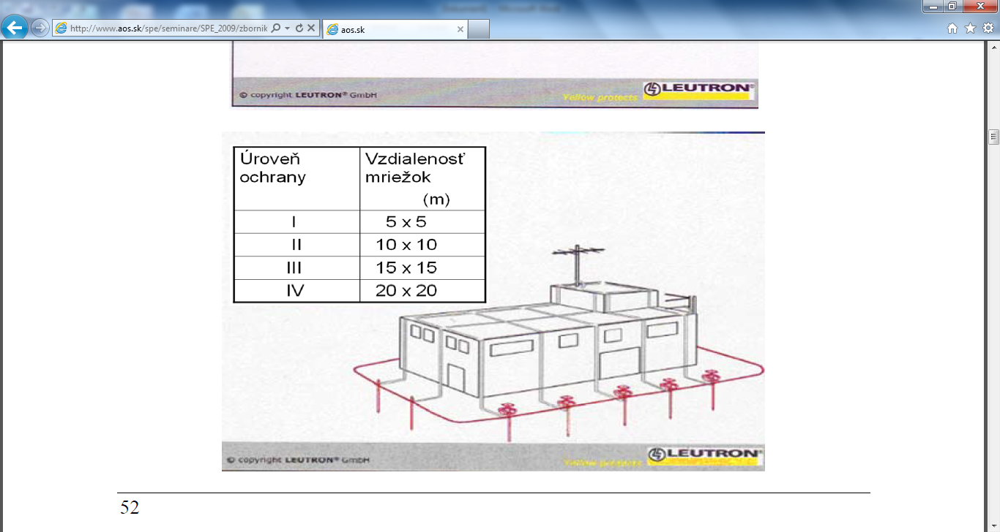 http://www.aos.sk/spe/seminare/SPE_2009/zbornik
aos.sk
© copyright LEUTRON® GmbH
Yellow protects
LEUTRON®
Úroveň ochrany
Vzdialenosť mriežok (m)
I 5 x 5
II 10 x 10
III 15 x 15
IV 20 x 20
© copyright LEUTRON® GmbH
Yellow protects
LEUTRON®
52